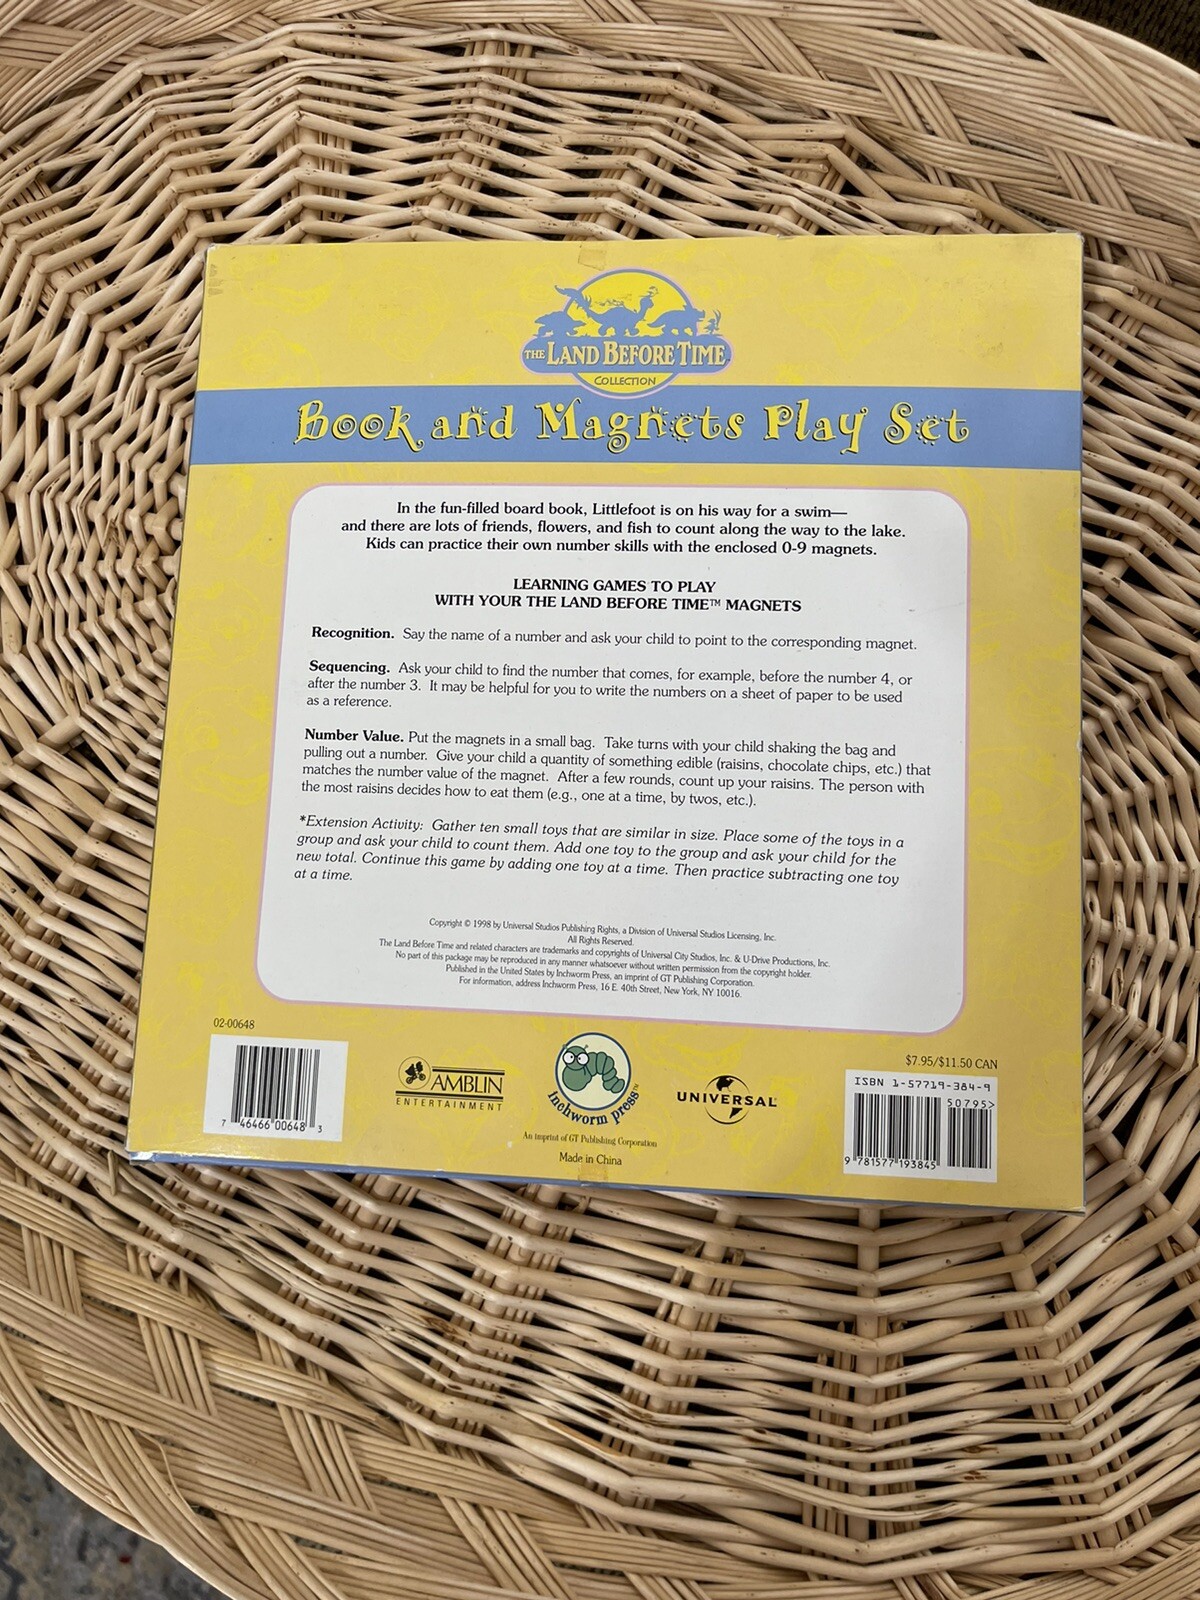 THE LAND BEFORE TIME
COLLECTION
Book and Magnets Play Set
In the fun-filled board book, Littlefoot is on his way for a swim—
and there are lots of friends, flowers, and fish to count along the way to the lake.
Kids can practice their own number skills with the enclosed 0-9 magnets.
LEARNING GAMES TO PLAY
WITH YOUR THE LAND BEFORE TIME™ MAGNETS
Recognition. Say the name of a number and ask your child to point to the corresponding magnet.
Sequencing. Ask your child to find the number that comes, for example, before the number 4, or
after the number 3. It may be helpful for you to write the numbers on a sheet of paper to be used
as a reference.
Number Value. Put the magnets in a small bag. Take turns with your child shaking the bag and
pulling out a number. Give your child a quantity of something edible (raisins, chocolate chips, etc.) that
matches the number value of the magnet. After a few rounds, count up your raisins. The person with
the most raisins decides how to eat them (e.g., one at a time, by twos, etc.).
*Extension Activity: Gather ten small toys that are similar in size. Place some of the toys in a
group and ask your child to count them. Add one toy to the group and ask your child for the
new total. Continue this game by adding one toy at a time. Then practice subtracting one toy
at a time.
Copyright © 1998 by Universal Studios Publishing Rights, a Division of Universal Studios Licensing, Inc.
All Rights Reserved.
The Land Before Time and related characters are trademarks and copyrights of Universal City Studios, Inc. & U-Drive Productions, Inc.
No part of this package may be reproduced in any manner whatsoever without written permission from the copyright holder.
Published in the United States by Inchworm Press, an imprint of GT Publishing Corporation.
For information, address Inchworm Press, 16 E. 40th Street, New York, NY 10016.
02-00648
7 46466 00648 3
AMBLIN
ENTERTAINMENT
inchworm press™
An imprint of GT Publishing Corporation
Made in China
UNIVERSAL
$7.95/$11.50 CAN
ISBN 1-57719-384-9
50795>
9 781577 193845